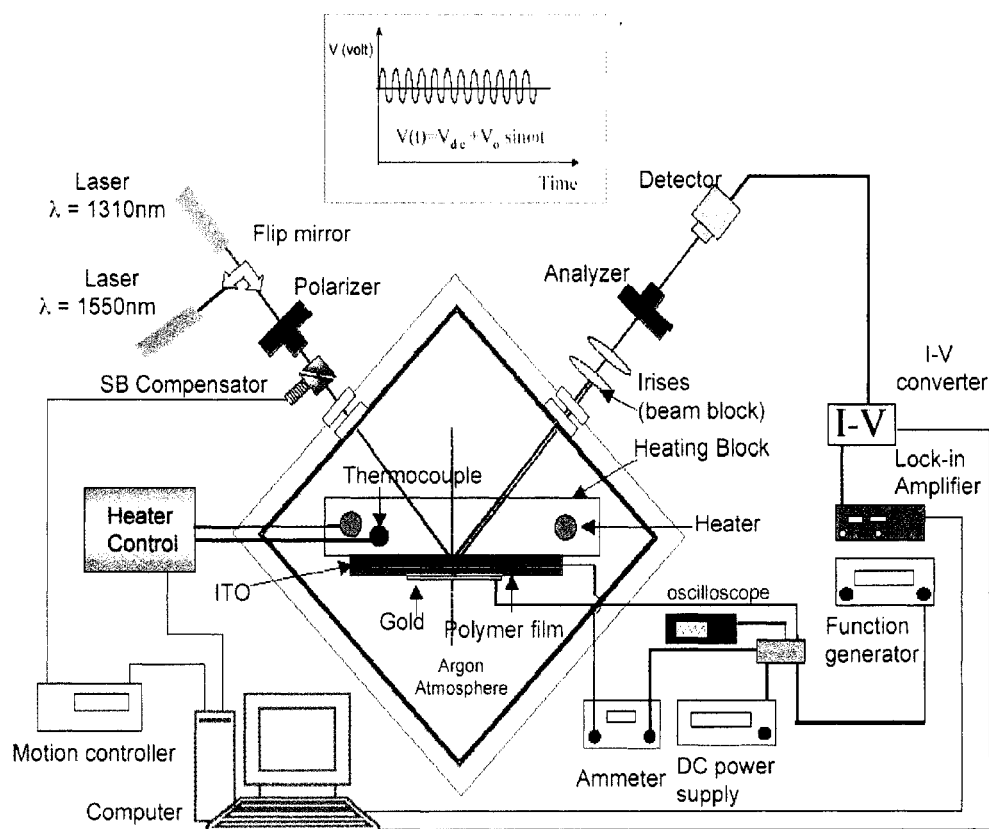 V (volt)
V(t)=Vdc+Vo sinωt
Time
Laser
λ = 1310nm
Flip mirror
Laser
λ = 1550nm
Polarizer
SB Compensator
Detector
Analyzer
Irises
(beam block)
I-V
converter
I-V
Lock-in
Amplifier
Heating Block
Thermocouple
Heater
Heater
Control
ITO
Gold
Polymer film
oscilloscope
Function
generator
Argon
Atmosphere
Motion controller
Ammeter
DC power
supply
Computer